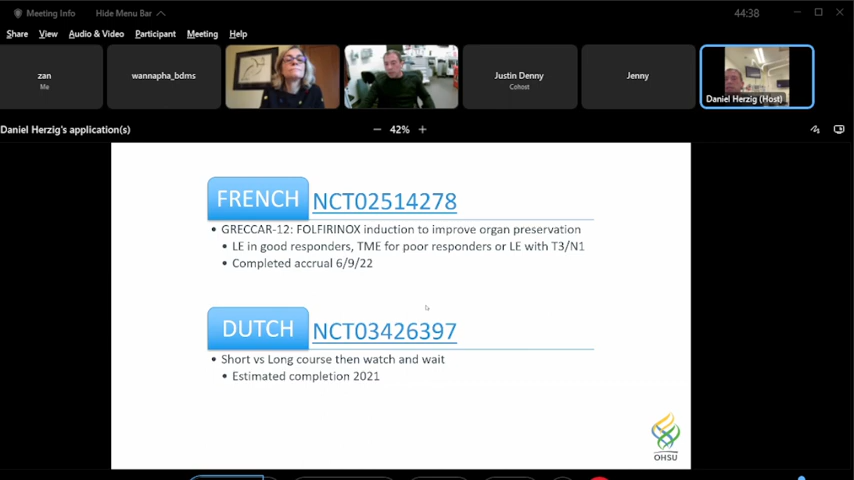 Meeting Info
Hide Menu Bar
44:38
Share View Audio & Video Participant Meeting Help
zan
Me
wannapha_bdms
Justin Denny
Cohost
Jenny
Daniel Herzig (Host)
Daniel Herzig's application(s)
42%
FRENCH NCT02514278
• GRECCAR-12: FOLFIRINOX induction to improve organ preservation
• LE in good responders, TME for poor responders or LE with T3/N1
• Completed accrual 6/9/22
DUTCH NCT03426397
• Short vs Long course then watch and wait
• Estimated completion 2021
OHSU